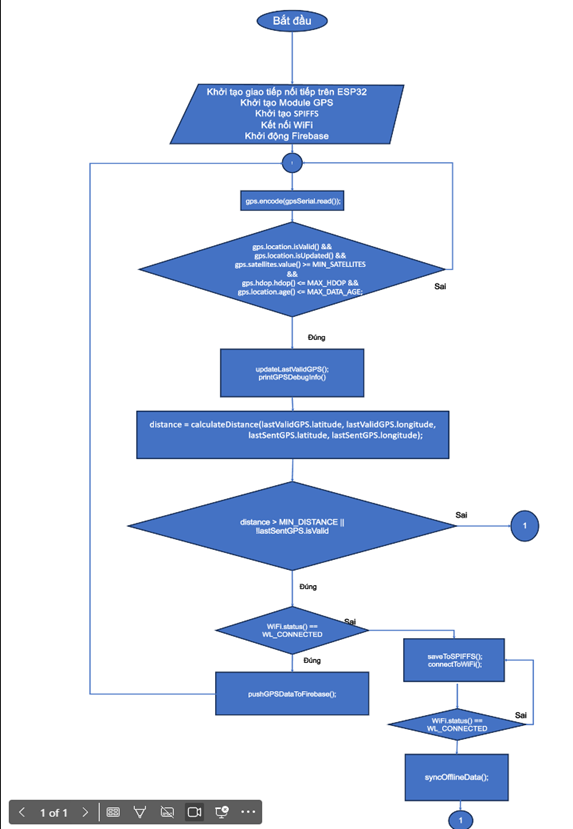 Bắt đầu
Khởi tạo giao tiếp nối tiếp trên ESP32
Khởi tạo Module GPS
Khởi tạo SPIFFS
Kết nối WiFi
Khởi động Firebase
gps.encode(gpsSerial.read());
gps.location.isValid() &&
gps.location.isUpdated() &&
gps.satellites.value() >= MIN_SATELLITES
&&
gps.hdop.hdop() <= MAX_HDOP &&
gps.location.age() <= MAX_DATA_AGE;
Sai
Đúng
updateLastValidGPS();
printGPSDebugInfo()
distance = calculateDistance(lastValidGPS.latitude, lastValidGPS.longitude,
lastSentGPS.latitude, lastSentGPS.longitude);
distance > MIN_DISTANCE ||
!lastSentGPS.isValid
Sai
1
Đúng
WiFi.status() ==
WL_CONNECTED
Sai
Đúng
saveToSPIFFS();
connectToWiFi();
pushGPSDataToFirebase();
WiFi.status() ==
WL_CONNECTED
Sai
syncOfflineData();
1
1 of 1